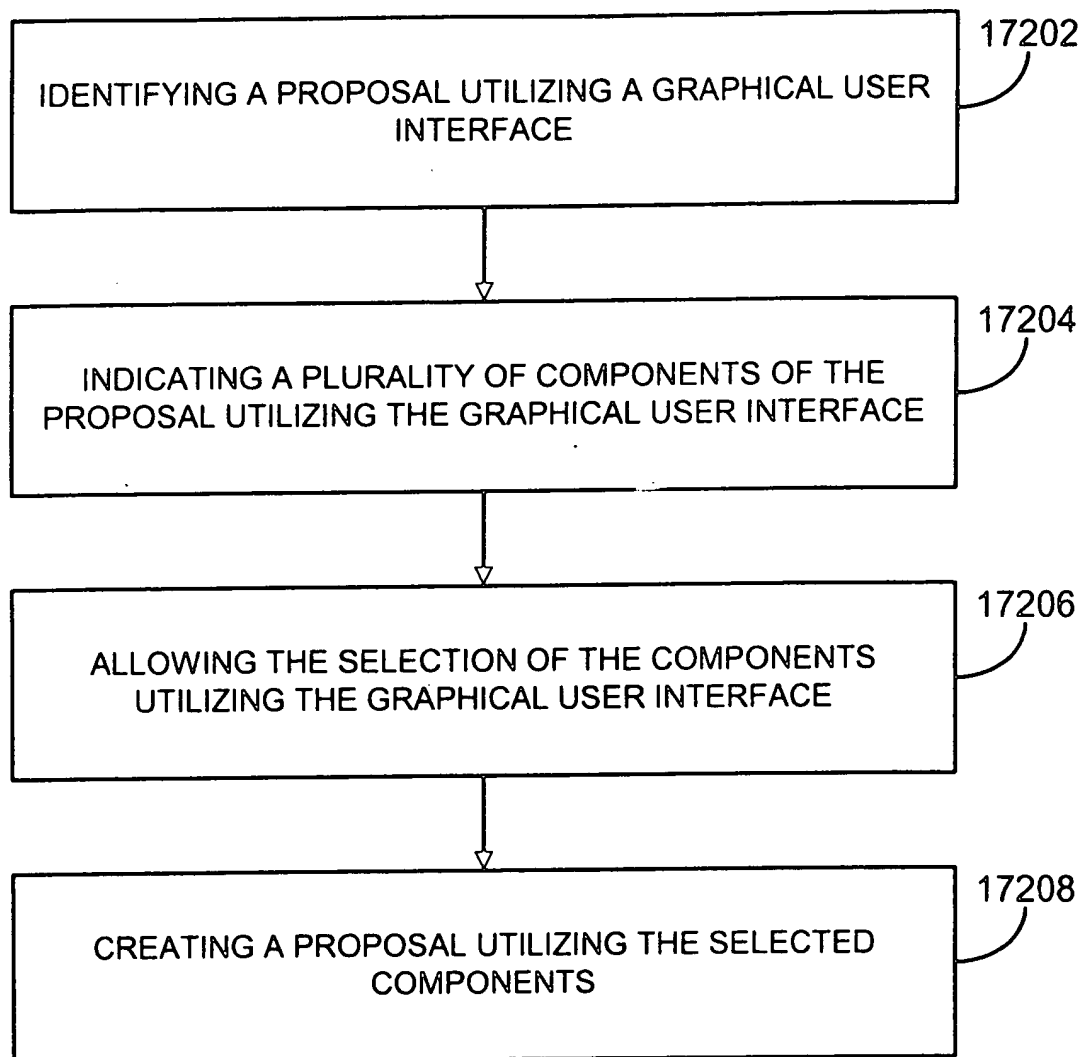 17202
IDENTIFYING A PROPOSAL UTILIZING A GRAPHICAL USER
INTERFACE
17204
INDICATING A PLURALITY OF COMPONENTS OF THE
PROPOSAL UTILIZING THE GRAPHICAL USER INTERFACE
17206
ALLOWING THE SELECTION OF THE COMPONENTS
UTILIZING THE GRAPHICAL USER INTERFACE
17208
CREATING A PROPOSAL UTILIZING THE SELECTED
COMPONENTS